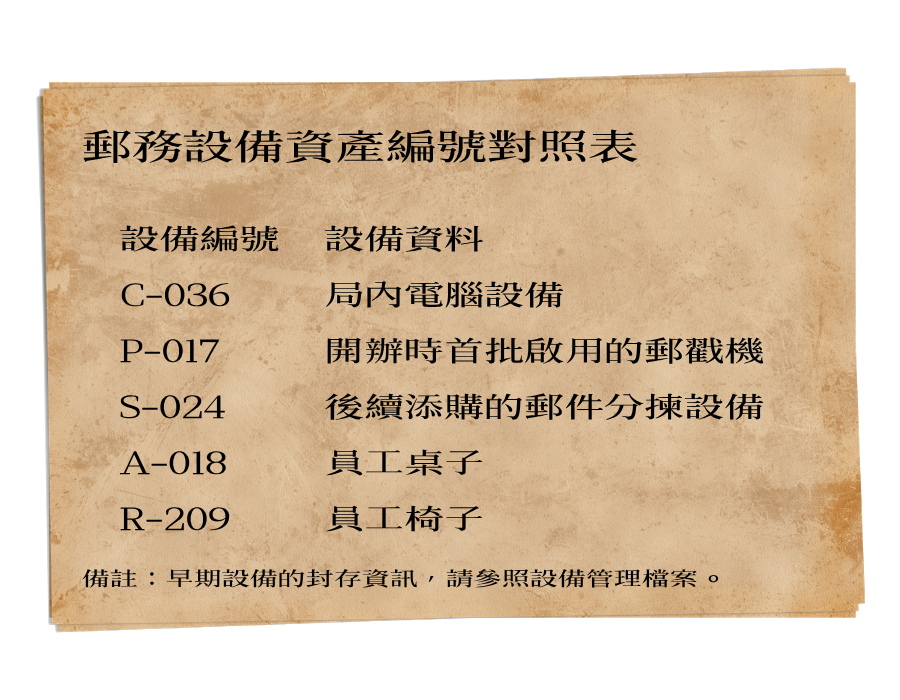 郵務設備資產編號對照表
設備編號 設備資料
C-036 局內電腦設備
P-017 開辦時首批啟用的郵戳機
S-024 後續添購的郵件分揀設備
A-018 員工桌子
R-209 員工椅子
備註：早期設備的封存資訊，請參照設備管理檔案。